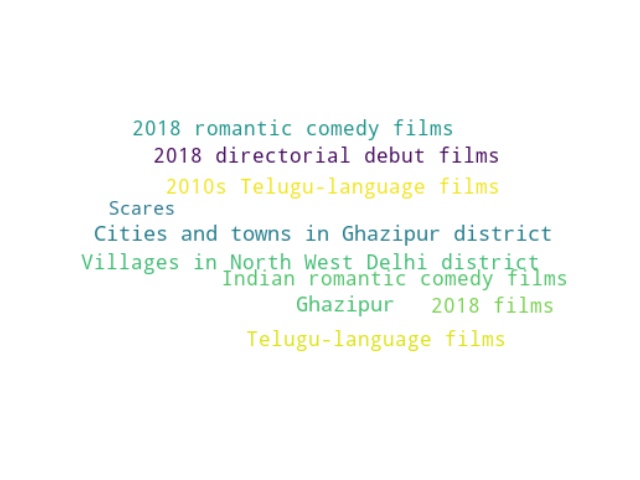 2018 romantic comedy films
2018 directorial debut films
2010s Telugu-language films
Scares
Cities and towns in Ghazipur district
Villages in North West Delhi district
Indian romantic comedy films
Ghazipur 2018 films
Telugu-language films